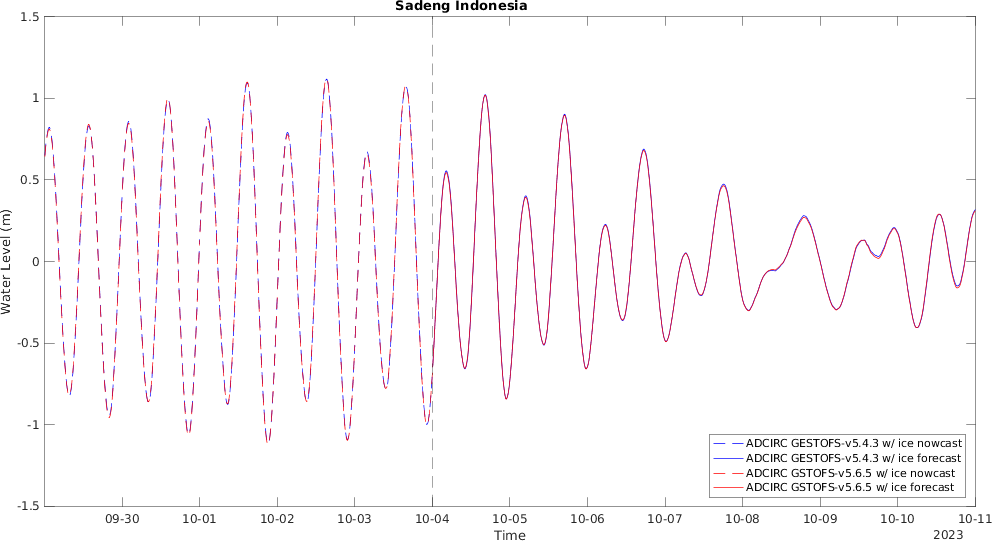 Sadeng Indonesia
1.5
1
0.5
0
-0.5
-1
-1.5
Water Level (m)
09-30 10-01 10-02 10-03 10-04 10-05 10-06 10-07 10-08 10-09 10-10 10-11
Time
2023
ADCIRC GESTOFS-v5.4.3 w/ ice nowcast
ADCIRC GESTOFS-v5.4.3 w/ ice forecast
ADCIRC GSTOFS-v5.6.5 w/ ice nowcast
ADCIRC GSTOFS-v5.6.5 w/ ice forecast